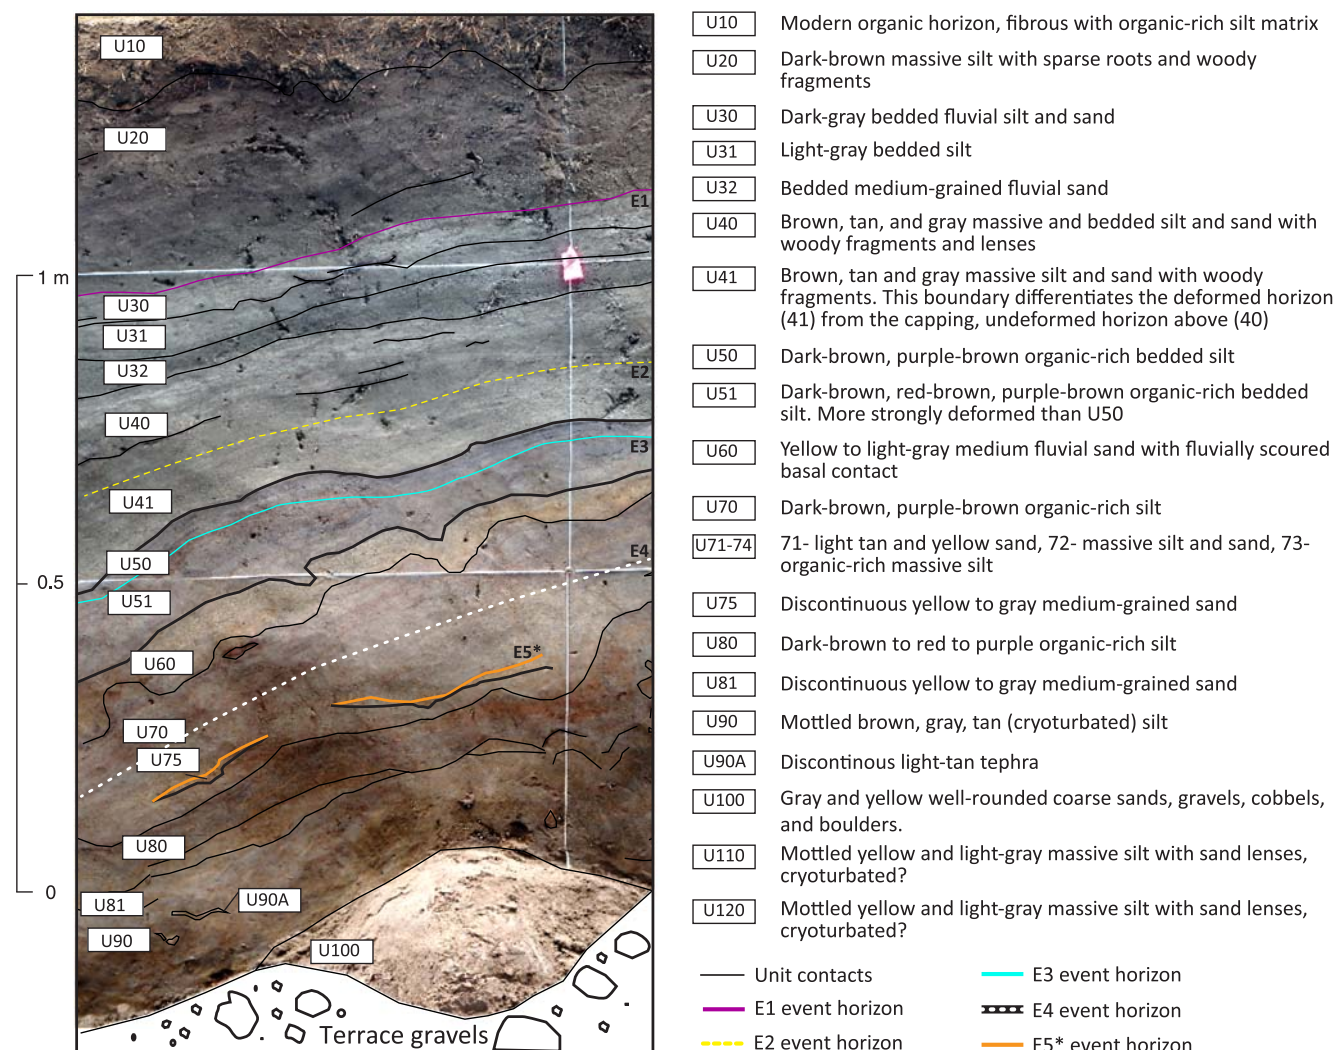 U10
U20
E1
1 m
U30
U31
U32
E2
U40
E3
U41
E4
U50
0.5
U51
E5*
U60
U70
U75
U80
0
U81
U90A
U90
U100
Terrace gravels
U10 Modern organic horizon, fibrous with organic-rich silt matrix
U20 Dark-brown massive silt with sparse roots and woody
fragments
U30 Dark-gray bedded fluvial silt and sand
U31 Light-gray bedded silt
U32 Bedded medium-grained fluvial sand
U40 Brown, tan, and gray massive and bedded silt and sand with
woody fragments and lenses
U41 Brown, tan and gray massive silt and sand with woody
fragments. This boundary differentiates the deformed horizon
(41) from the capping, undeformed horizon above (40)
U50 Dark-brown, purple-brown organic-rich bedded silt
U51 Dark-brown, red-brown, purple-brown organic-rich bedded
silt. More strongly deformed than U50
U60 Yellow to light-gray medium fluvial sand with fluvially scoured
basal contact
U70 Dark-brown, purple-brown organic-rich silt
U71-74 71- light tan and yellow sand, 72- massive silt and sand, 73-
organic-rich massive silt
U75 Discontinuous yellow to gray medium-grained sand
U80 Dark-brown to red to purple organic-rich silt
U81 Discontinuous yellow to gray medium-grained sand
U90 Mottled brown, gray, tan (cryoturbated) silt
U90A Discontinous light-tan tephra
U100 Gray and yellow well-rounded coarse sands, gravels, cobbels,
and boulders.
U110 Mottled yellow and light-gray massive silt with sand lenses,
cryoturbated?
U120 Mottled yellow and light-gray massive silt with sand lenses,
cryoturbated?
Unit contacts
E1 event horizon
E2 event horizon
E3 event horizon
E4 event horizon
E5* event horizon